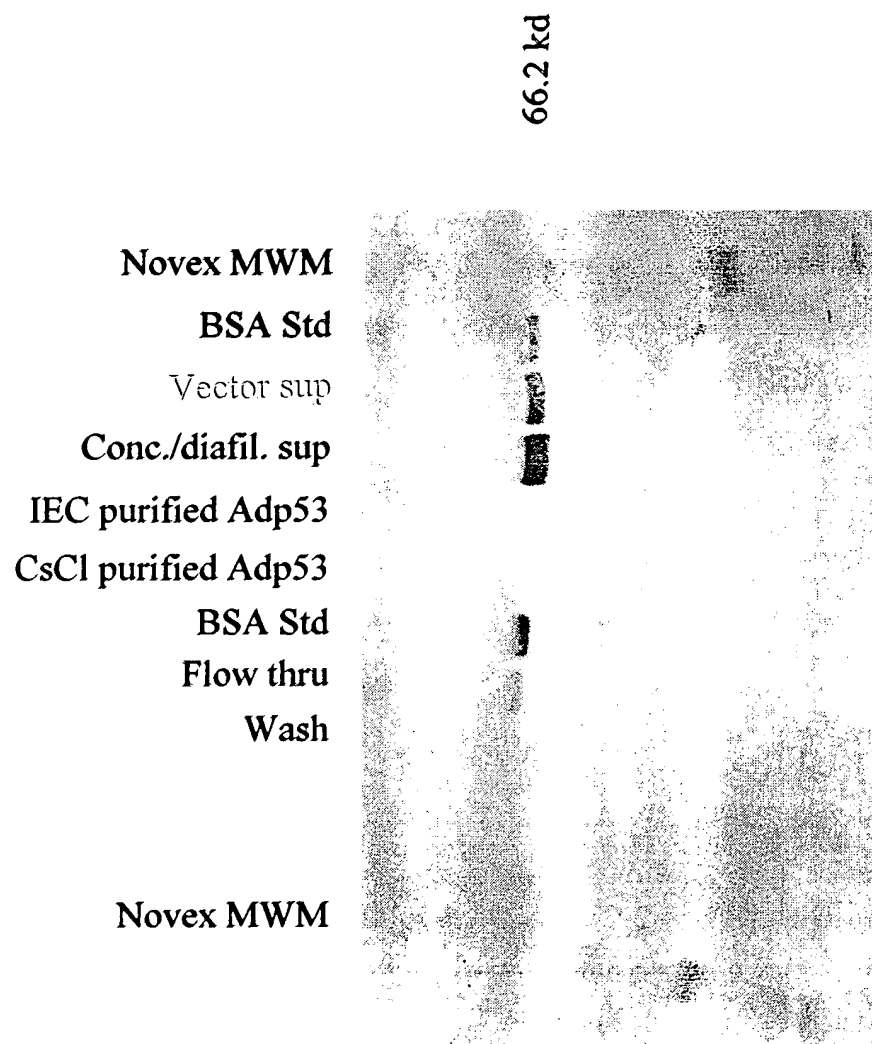 66.2 kd
Novex MWM
BSA Std
Vector sup
Conc./diafil. sup
IEC purified Adp53
CsCl purified Adp53
BSA Std
Flow thru
Wash
Novex MWM